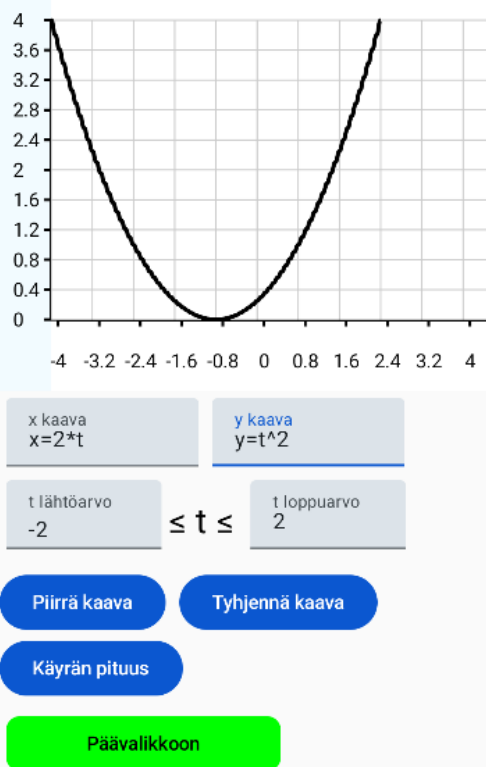 4
3.6
3.2
2.8
2.4
2
1.6
1.2
0.8
0.4
0
-4 -3.2 -2.4 -1.6 -0.8 0 0.8 1.6 2.4 3.2 4
x kaava
x=2*t
y kaava
y=t^2
t lähtöarvo
-2
≤ t ≤
t loppuarvo
2
Piirrä kaava
Tyhjennä kaava
Käyrän pituus
Päävalikkoon